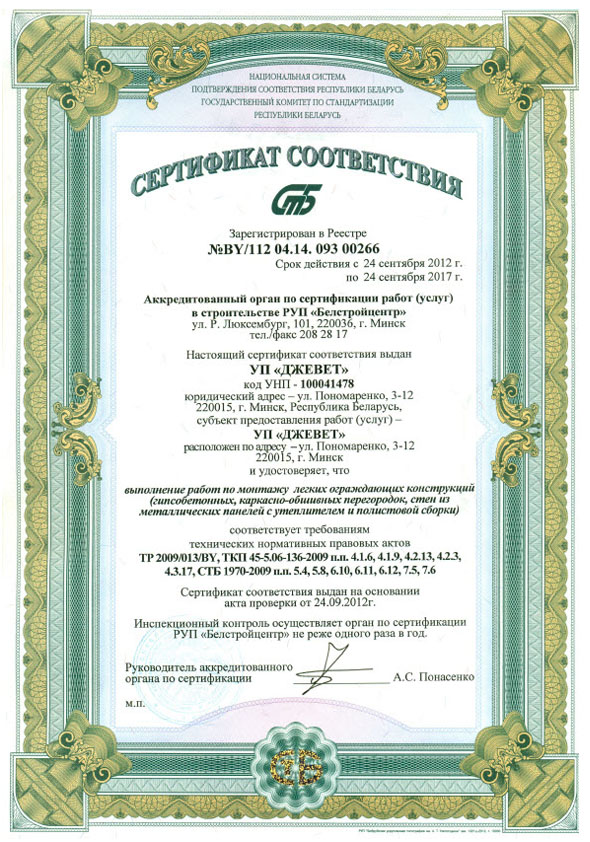 НАЦИОНАЛЬНАЯ СИСТЕМА
ПОДТВЕРЖДЕНИЯ СООТВЕТСТВИЯ РЕСПУБЛИКИ БЕЛАРУСЬ
ГОСУДАРСТВЕННЫЙ КОМИТЕТ ПО СТАНДАРТИЗАЦИИ
РЕСПУБЛИКИ БЕЛАРУСЬ
СЕРТИФИКАТ СООТВЕТСТВИЯ
СТБ
Зарегистрирован в Реестре
№BY/112 04.14. 093 00266
Срок действия с 24 сентября 2012 г.
по 24 сентября 2017 г.
Аккредитованный орган по сертификации работ (услуг)
в строительстве РУП «Белстройцентр»
ул. Р. Люксембург, 101, 220036, г. Минск
тел./факс 208 28 17
Настоящий сертификат соответствия выдан
УП «ДЖЕВЕТ»
код УНП - 100041478
юридический адрес – ул. Пономаренко, 3-12
220015, г. Минск, Республика Беларусь,
субъект предоставления работ (услуг) –
УП «ДЖЕВЕТ»
расположен по адресу – ул. Пономаренко, 3-12
220015, г. Минск
и удостоверяет, что
выполнение работ по монтажу легких ограждающих конструкций
(гипсобетонных, каркасно-обшивных перегородок, стен из
металлических панелей с утеплителем и полистовой сборки)
соответствует требованиям
технических нормативных правовых актов
ТР 2009/013/BY, ТКП 45-5.06-136-2009 п.п. 4.1.6, 4.1.9, 4.2.13, 4.2.3,
4.3.17, СТБ 1970-2009 п.п. 5.4, 5.8, 6.10, 6.11, 6.12, 7.5, 7.6
Сертификат соответствия выдан на основании
акта проверки от 24.09.2012г.
Инспекционный контроль осуществляет орган по сертификации
РУП «Белстройцентр» не реже одного раза в год.
Руководитель аккредитованного
органа по сертификации
А.С. Понасенко
м.п.